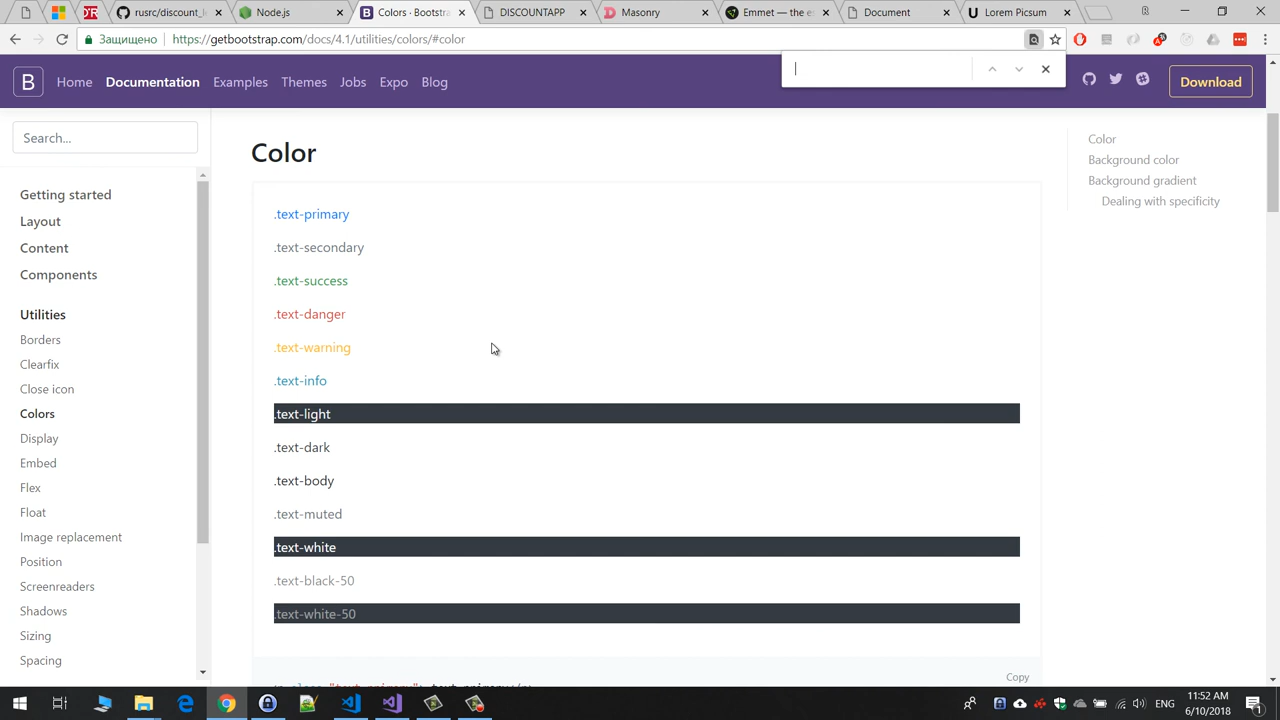 rusrc/discount_l
Node.js
Colors · Bootstra
DISCOUNTAPP
Masonry
Emmet — the es
Document
Lorem Picsum
Защищено
https://getbootstrap.com/docs/4.1/utilities/colors/#color
B
Home
Documentation
Examples
Themes
Jobs
Expo
Blog
Download
Search...
Getting started
Layout
Content
Components
Utilities
Borders
Clearfix
Close icon
Colors
Display
Embed
Flex
Float
Image replacement
Position
Screenreaders
Shadows
Sizing
Spacing
Color
.text-primary
.text-secondary
.text-success
.text-danger
.text-warning
.text-info
.text-light
.text-dark
.text-body
.text-muted
.text-white
.text-black-50
.text-white-50
Copy
Color
Background color
Background gradient
Dealing with specificity
ENG
11:52 AM
6/10/2018